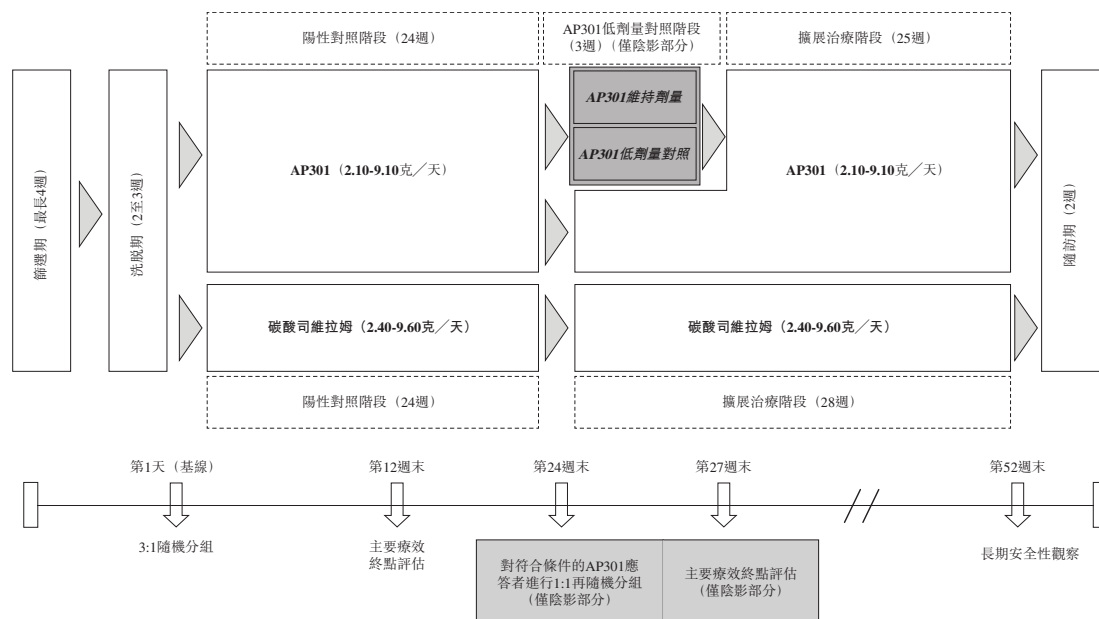 陽性對照階段（24週）
AP301低劑量對照階段
（3週）（僅陰影部分）
擴展治療階段（25週）
篩選期（最長4週）
洗脫期（2至3週）
AP301（2.10-9.10克／天）
AP301維持劑量
AP301低劑量對照
AP301（2.10-9.10克／天）
隨訪期（2週）
碳酸司維拉姆（2.40-9.60克／天）
碳酸司維拉姆（2.40-9.60克／天）
陽性對照階段（24週）
擴展治療階段（28週）
第1天（基線）
第12週末
第24週末
第27週末
第52週末
3:1隨機分組
主要療效
終點評估
對符合條件的AP301應
答者進行1:1再隨機分組
（僅陰影部分）
主要療效終點評估
（僅陰影部分）
長期安全性觀察